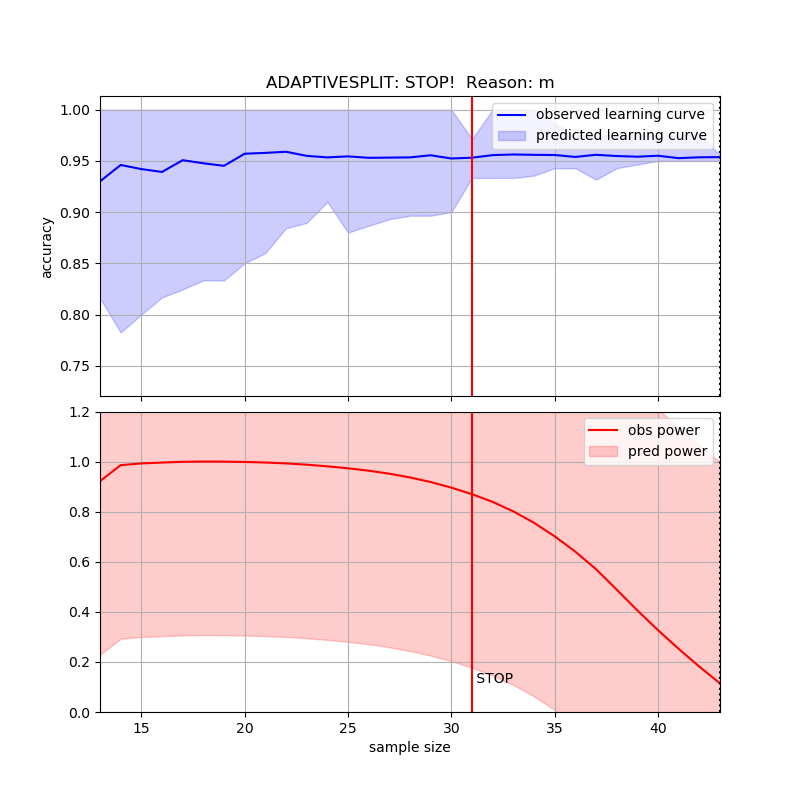 ADAPTIVESPLIT: STOP!  Reason: m
1.00
0.95
0.90
0.85
0.80
0.75
accuracy
observed learning curve
predicted learning curve
1.2
1.0
0.8
0.6
0.4
0.2
0.0
obs power
pred power
STOP
15 20 25 30 35 40
sample size